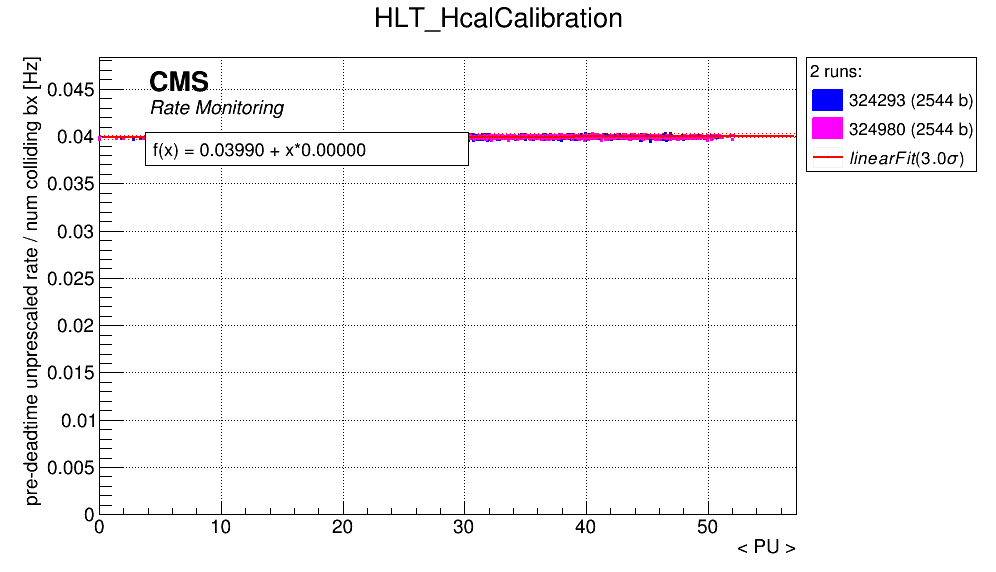 HLT_HcalCalibration
pre-deadtime unprescaled rate / num colliding bx [Hz]
CMS
Rate Monitoring
f(x) = 0.03990 + x*0.00000
0.045
0.04
0.035
0.03
0.025
0.02
0.015
0.01
0.005
0
0 10 20 30 40 50
< PU >
2 runs:
324293 (2544 b)
324980 (2544 b)
linearFit(3.0σ)